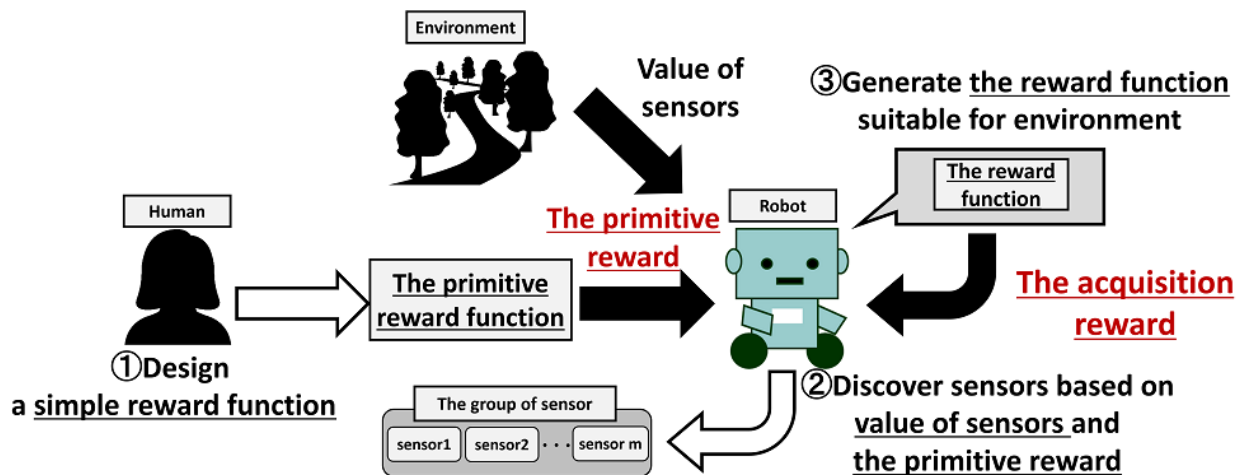 Environment
Value of
sensors
③Generate the reward function
suitable for environment
The reward
function
Human
Robot
The primitive
reward
The primitive
reward function
The acquisition
reward
①Design
a simple reward function
②Discover sensors based on
value of sensors and
the primitive reward
The group of sensor
sensor1 sensor2 ··· sensor m